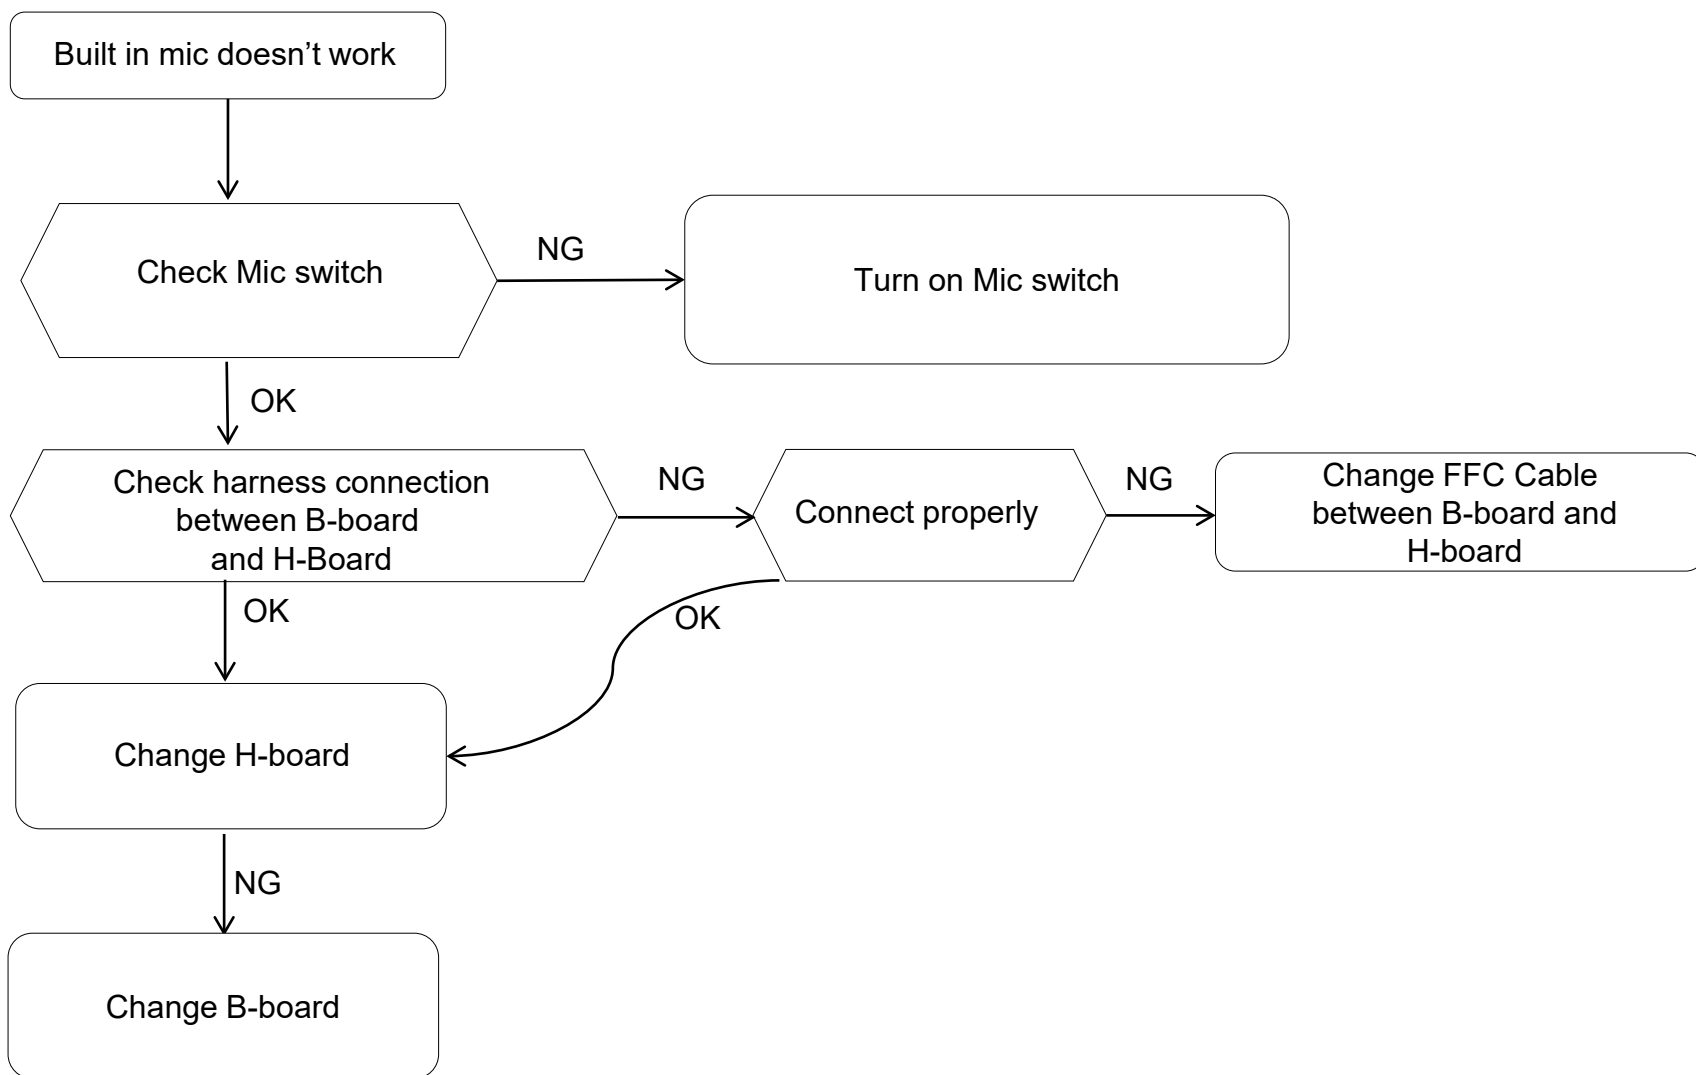 Built in mic doesn’t work
Check Mic switch
NG
Turn on Mic switch
OK
Check harness connection
between B-board
and H-Board
NG
Connect properly
NG
Change FFC Cable
between B-board and
H-board
OK
OK
Change H-board
NG
Change B-board